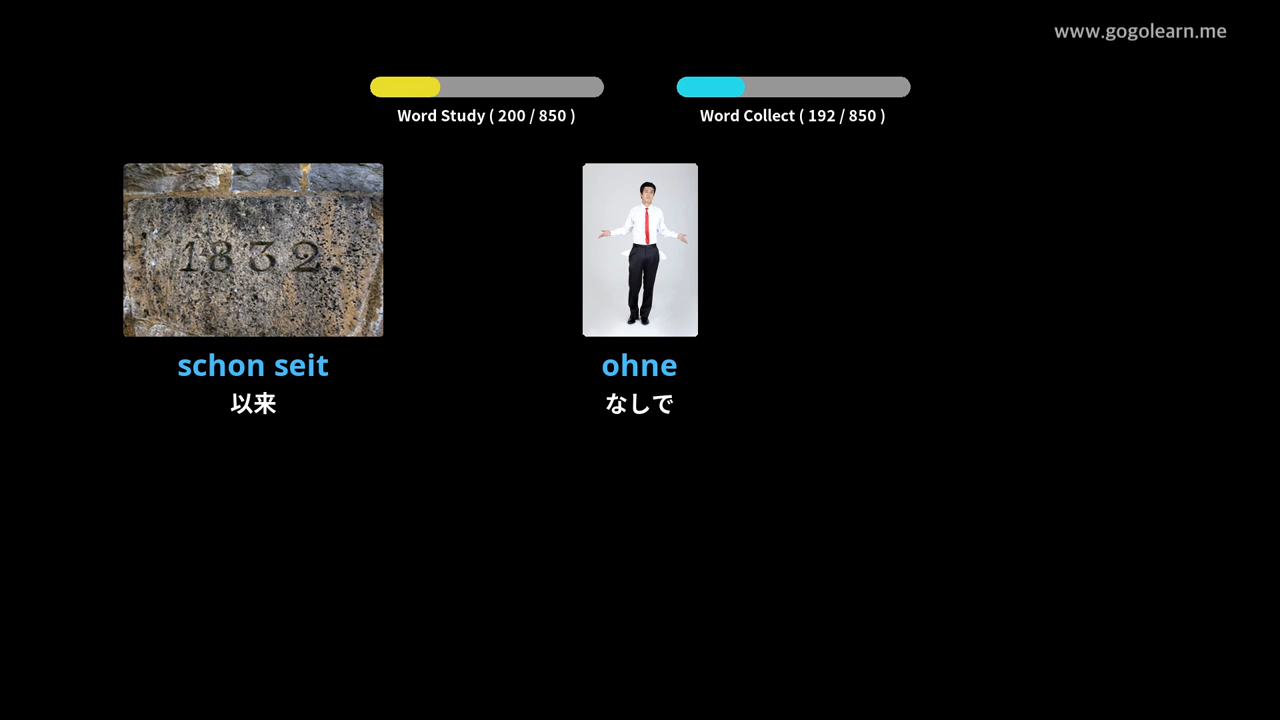 www.gogolearn.me
Word Study ( 200 / 850 )
Word Collect ( 192 / 850 )
1832.
schon seit
以来
ohne
なしで